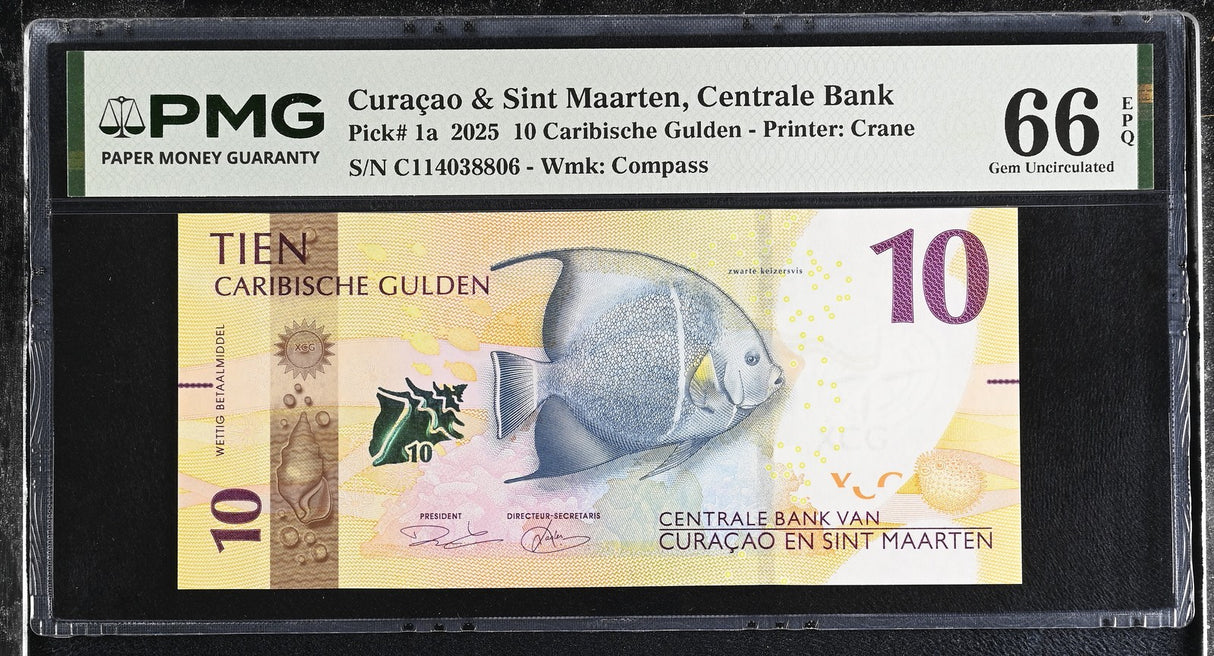 PMG
PAPER MONEY GUARANTY
Curaçao & Sint Maarten, Centrale Bank
Pick# 1a 2025 10 Caribische Gulden - Printer: Crane
S/N C114038806 - Wmk: Compass
66
EPQ
Gem Uncirculated
TIEN
CARIBISCHE GULDEN
zwarte keizersvis
10
WETTIG BETAALMIDDEL
XCG
10
10
XCG
XCG
PRESIDENT
DIRECTEUR-SECRETARIS
CENTRALE BANK VAN
CURAÇAO EN SINT MAARTEN